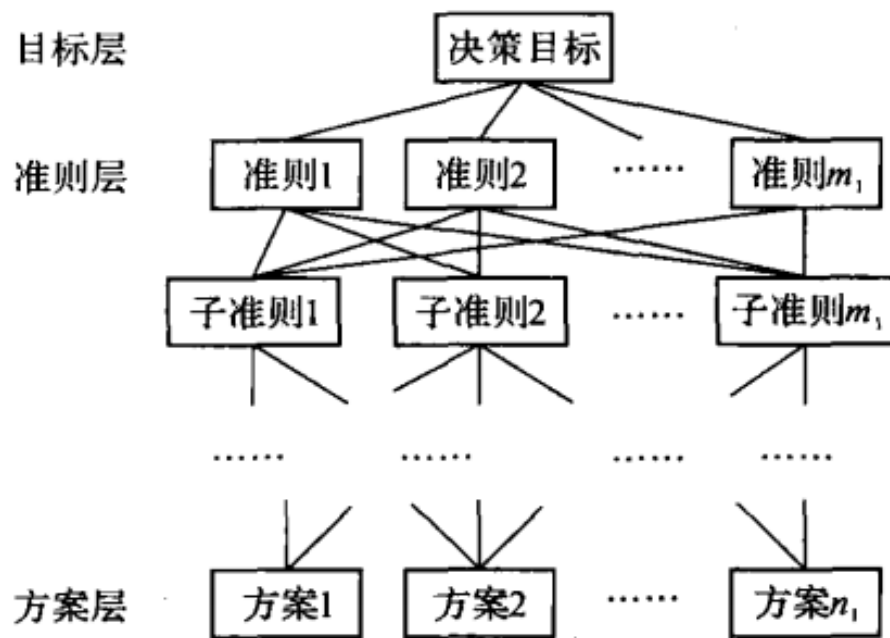 目标层 决策目标
准则层 准则1 准则2 …… 准则m₁
子准则1 子准则2 …… 子准则m₁
…… …… …… ……
方案层 方案1 方案2 …… 方案n₁